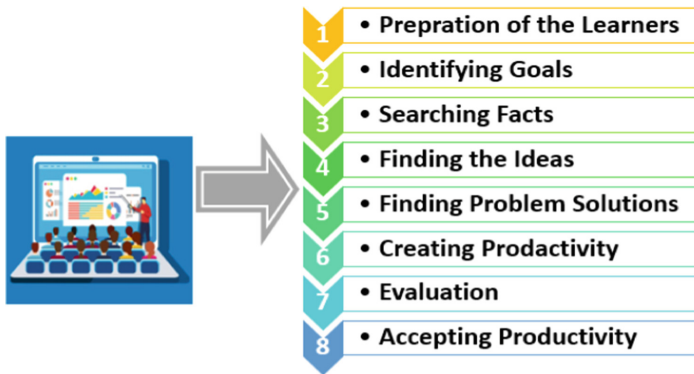 1 • Prepration of the Learners
2 • Identifying Goals
3 • Searching Facts
4 • Finding the Ideas
5 • Finding Problem Solutions
6 • Creating Prodactivity
7 • Evaluation
8 • Accepting Productivity